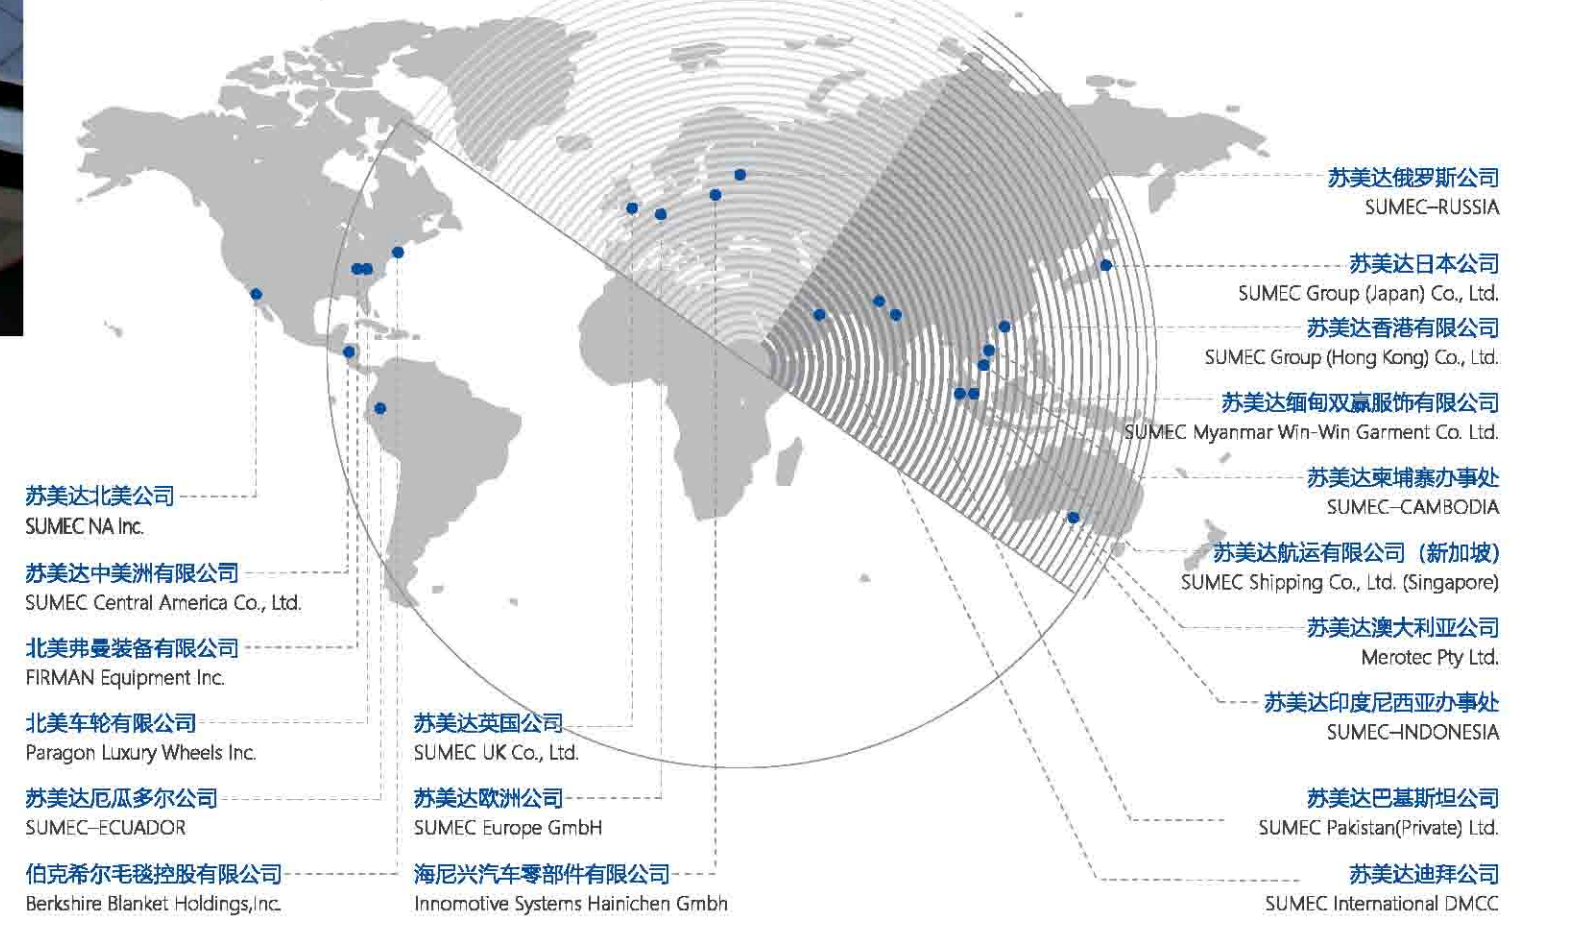 苏美达俄罗斯公司
SUMEC–RUSSIA
苏美达日本公司
SUMEC Group (Japan) Co., Ltd.
苏美达香港有限公司
SUMEC Group (Hong Kong) Co., Ltd.
苏美达缅甸双赢服饰有限公司
SUMEC Myanmar Win-Win Garment Co. Ltd.
苏美达柬埔寨办事处
SUMEC–CAMBODIA
苏美达航运有限公司（新加坡）
SUMEC Shipping Co., Ltd. (Singapore)
苏美达澳大利亚公司
Merotec Pty Ltd.
苏美达印度尼西亚办事处
SUMEC–INDONESIA
苏美达巴基斯坦公司
SUMEC Pakistan(Private) Ltd.
苏美达迪拜公司
SUMEC International DMCC
苏美达北美公司
SUMEC NA Inc.
苏美达中美洲有限公司
SUMEC Central America Co., Ltd.
北美弗曼装备有限公司
FIRMAN Equipment Inc.
北美车轮有限公司
Paragon Luxury Wheels Inc.
苏美达厄瓜多尔公司
SUMEC–ECUADOR
伯克希尔毛毯控股有限公司
Berkshire Blanket Holdings,Inc.
苏美达英国公司
SUMEC UK Co., Ltd.
苏美达欧洲公司
SUMEC Europe GmbH
海尼兴汽车零部件有限公司
Innomotive Systems Hainichen Gmbh